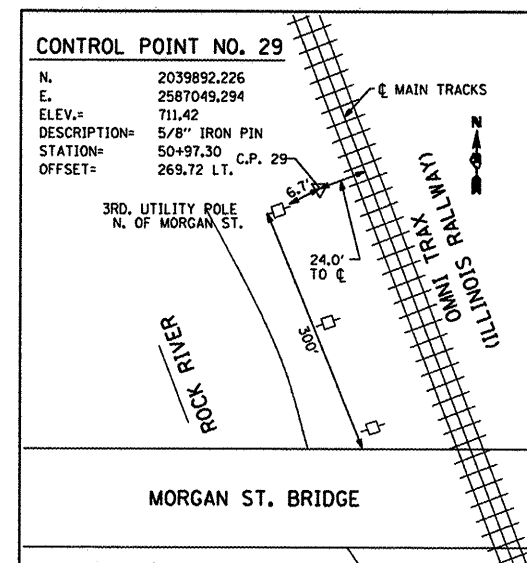 CONTROL POINT NO. 29
N. 2039892.226
E. 2587049.294
ELEV.= 711.42
DESCRIPTION= 5/8" IRON PIN
STATION= 50+97.30
OFFSET= 269.72 LT.
C.P. 29
℄ MAIN TRACKS
N
6.7'
3RD. UTILITY POLE
N. OF MORGAN ST.
24.0'
TO ℄
OMNI TRAX
(ILLINOIS RALLWAY)
300'
ROCK RIVER
MORGAN ST. BRIDGE